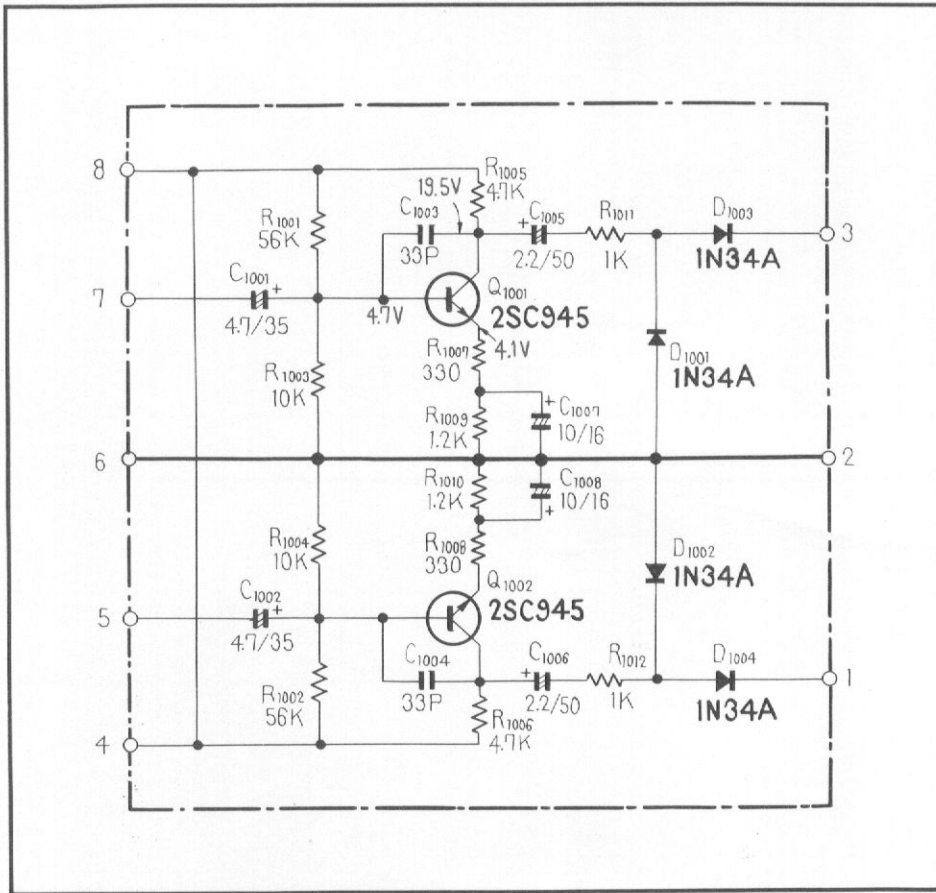 8
R1005
4.7K
19.5V
C1003
33P
R1001
56K
C1005
2.2/50
R1011
1K
D1003
1N34A
3
7
C1001
4.7/35
4.7V
Q1001
2SC945
4.1V
R1003
10K
R1007
330
D1001
1N34A
R1009
1.2K
C1007
10/16
6
2
R1010
1.2K
C1008
10/16
R1004
10K
R1008
330
D1002
1N34A
5
C1002
4.7/35
Q1002
2SC945
C1004
33P
C1006
2.2/50
R1012
1K
D1004
1N34A
1
R1002
56K
R1006
4.7K
4